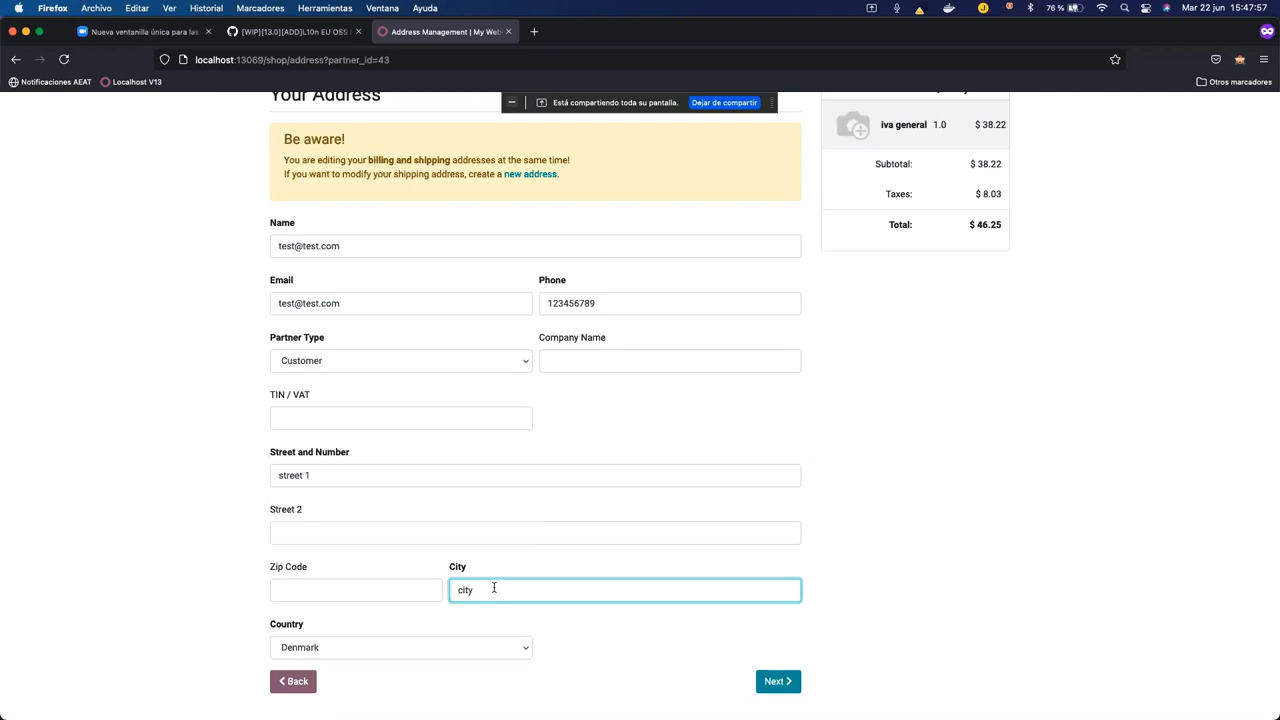 Firefox Archivo Editar Ver Historial Marcadores Herramientas Ventana Ayuda
Mar 22 jun 15:47:57
Nueva ventanilla única para las
[WIP][13.0][ADD]L10n EU OSS
Address Management | My Web
localhost:13069/shop/address?partner_id=43
Notificaciones AEAT
Localhost V13
Otros marcadores
Your Address
Está compartiendo toda su pantalla.
Dejar de compartir
Be aware!
You are editing your billing and shipping addresses at the same time!
If you want to modify your shipping address, create a new address.
iva general 1.0 $ 38.22
Subtotal: $ 38.22
Taxes: $ 8.03
Total: $ 46.25
Name
test@test.com
Email Phone
test@test.com 123456789
Partner Type Company Name
Customer
TIN / VAT
Street and Number
street 1
Street 2
Zip Code City
city
Country
Denmark
Back Next